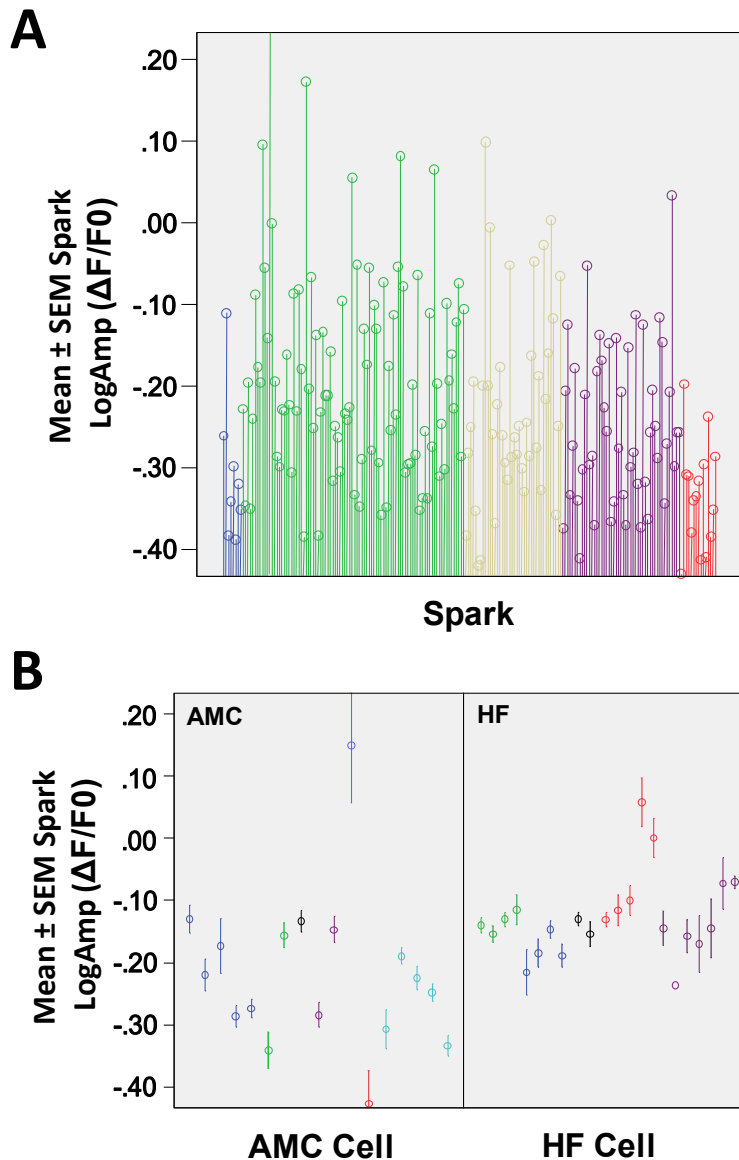 A
Mean ± SEM Spark
LogAmp (ΔF/F0)
.20
.10
.00
-.10
-.20
-.30
-.40
Spark
B
Mean ± SEM Spark
LogAmp (ΔF/F0)
.20
.10
.00
-.10
-.20
-.30
-.40
AMC
HF
AMC Cell
HF Cell